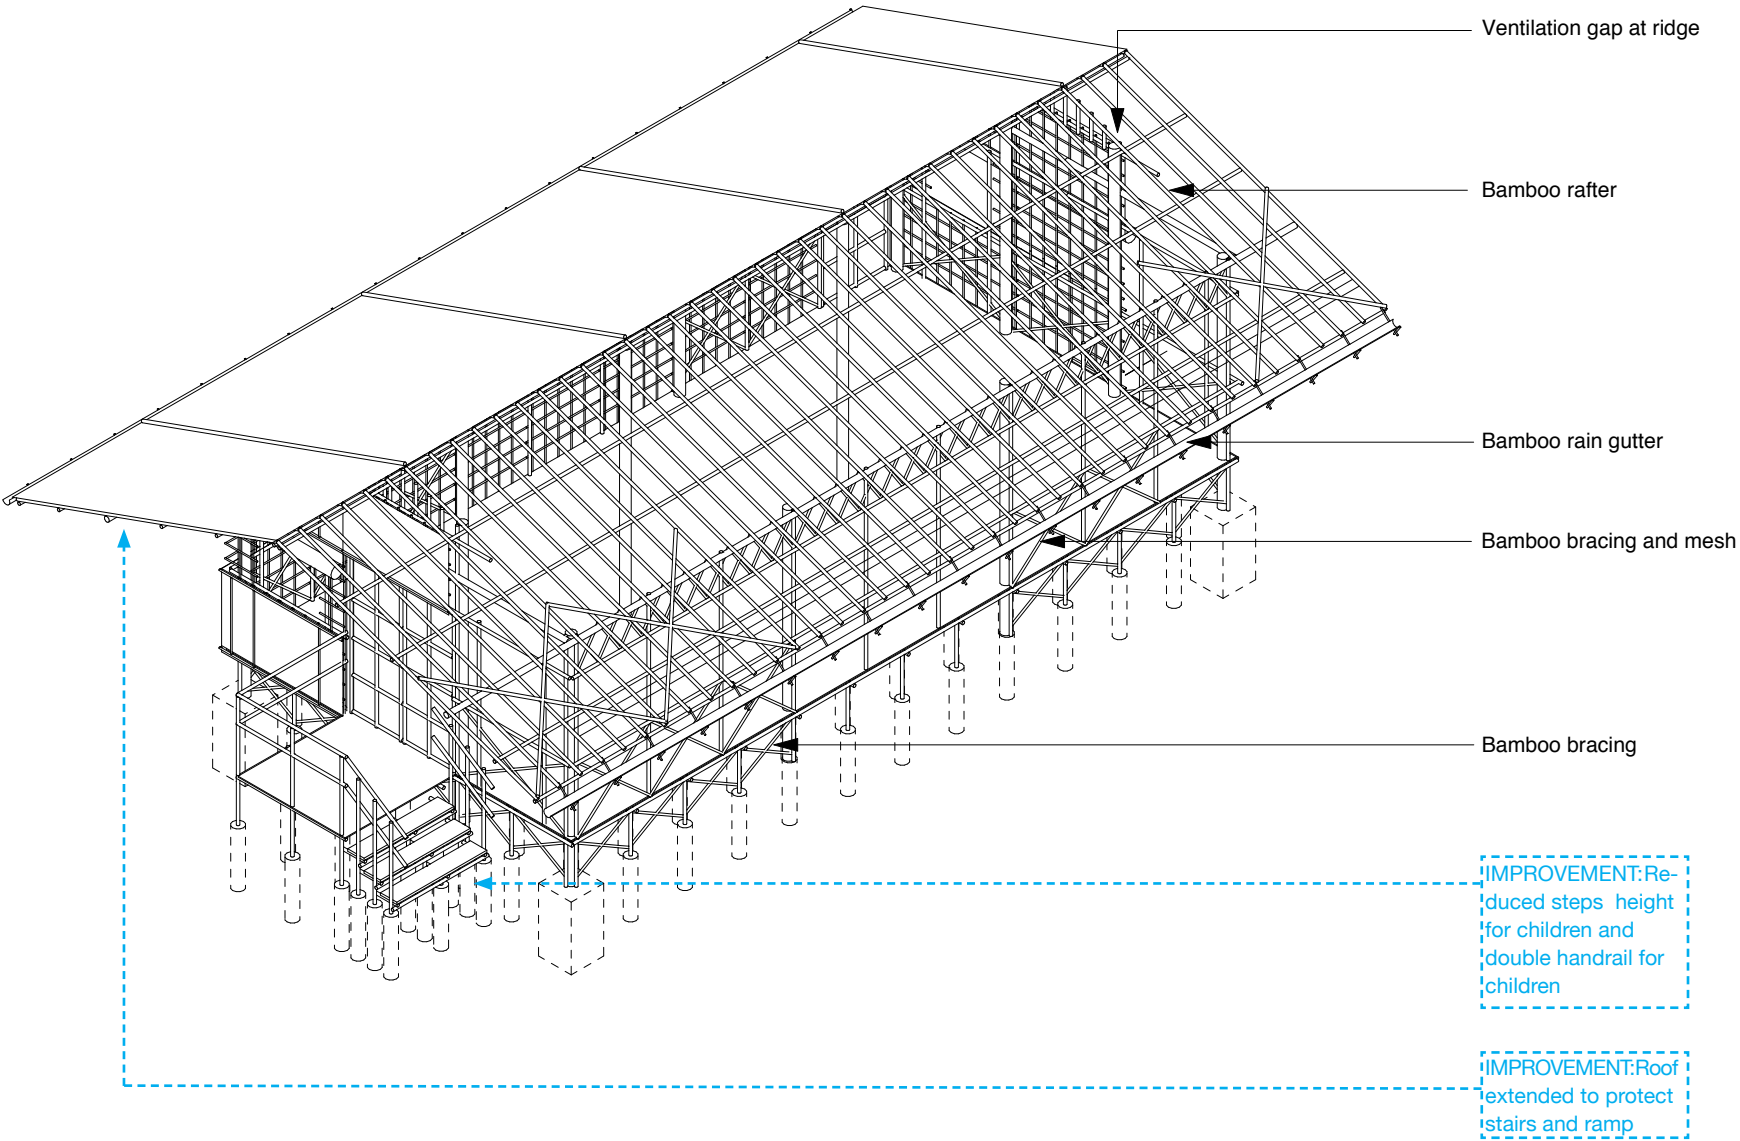 Ventilation gap at ridge
Bamboo rafter
Bamboo rain gutter
Bamboo bracing and mesh
Bamboo bracing
IMPROVEMENT:Re-
duced steps  height
for children and
double handrail for
children
IMPROVEMENT:Roof
extended to protect
stairs and ramp